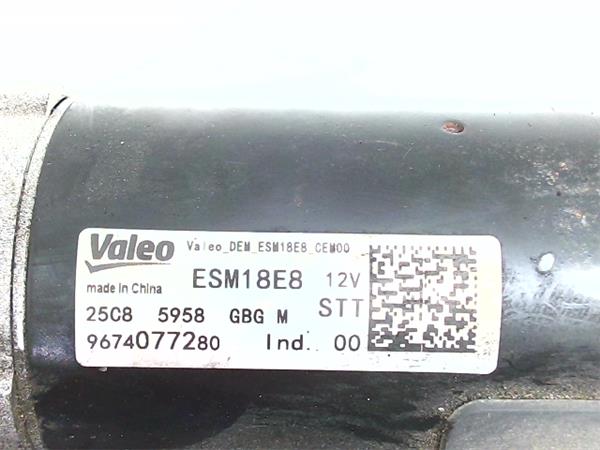 Valeo Valeo_DEM_ESM18E8_CEM00
made in China ESM18E8 12V
25C8 5958 GBG M STT
9674077280 Ind. 00